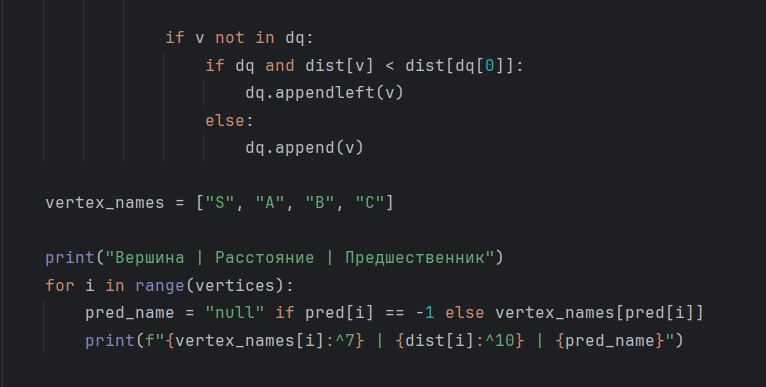 if v not in dq:
if dq and dist[v] < dist[dq[0]]:
dq.appendleft(v)
else:
dq.append(v)
vertex_names = ["S", "A", "B", "C"]
print("Вершина | Расстояние | Предшественник")
for i in range(vertices):
pred_name = "null" if pred[i] == -1 else vertex_names[pred[i]]
print(f"{vertex_names[i]:^7} | {dist[i]:^10} | {pred_name}")